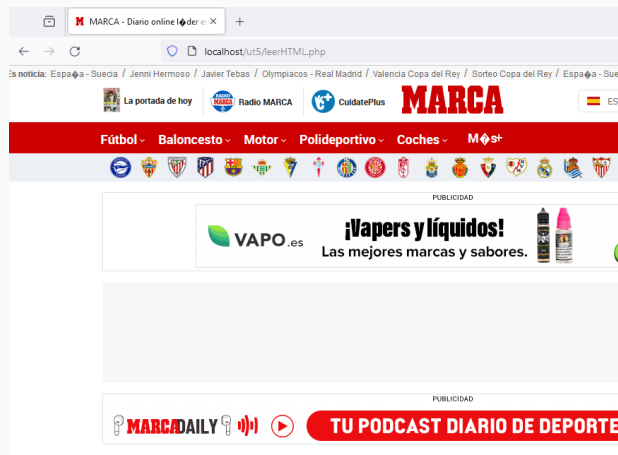 MARCA - Diario online l�der en
localhost/ut5/leerHTML.php
Es noticia: Espa�a - Suecia / Jenni Hermoso / Javier Tebas / Olympiacos - Real Madrid / Valencia Copa del Rey / Sorteo Copa del Rey / Espa�a - Sue
La portada de hoy RADIO MARCA Radio MARCA CuídatePlus MARCA ES
Fútbol Baloncesto Motor Polideportivo Coches M�s+
PUBLICIDAD
VAPO.es
¡Vapers y líquidos!
Las mejores marcas y sabores.
PUBLICIDAD
MARCADAILY TU PODCAST DIARIO DE DEPORTE